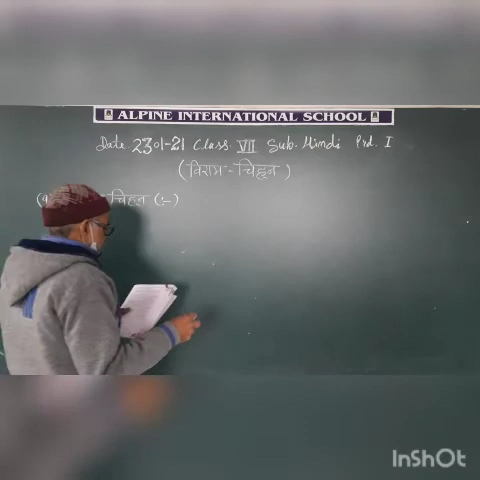 ALPINE INTERNATIONAL SCHOOL
Date 23-01-21 Class VII Sub. Hindi Prd. I
(विराम-चिह्न)
चिह्न (:-)
InShOt